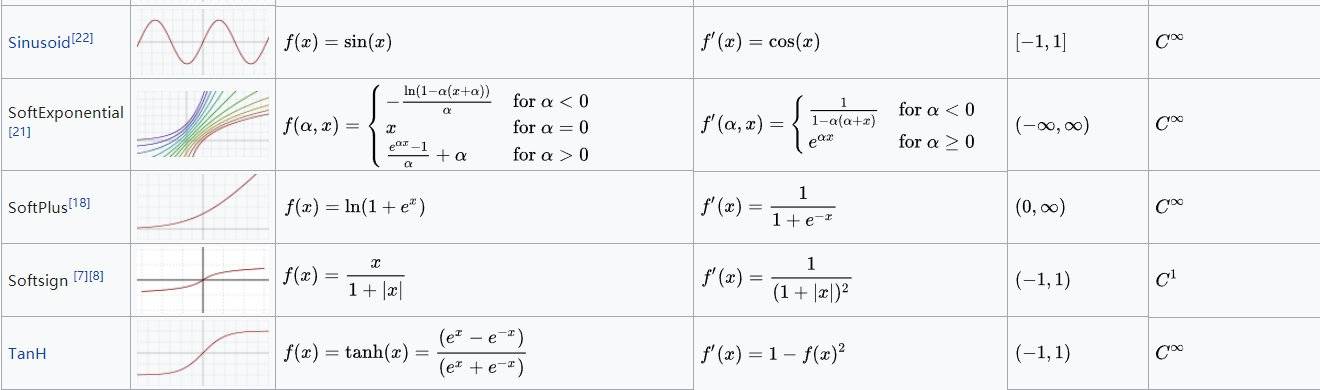 Sinusoid[22] f(x) = sin(x) f′(x) = cos(x) [−1, 1] C^∞
SoftExponential [21] f(α, x) = { −ln(1−α(x+α))/α for α < 0
x for α = 0
(e^{αx}−1)/α + α for α > 0
f′(α, x) = { 1/(1−α(α+x)) for α < 0
e^{αx} for α ≥ 0
(−∞, ∞) C^∞
SoftPlus[18] f(x) = ln(1 + e^x) f′(x) = 1/(1 + e^{−x}) (0, ∞) C^∞
Softsign [7][8] f(x) = x/(1 + |x|) f′(x) = 1/(1 + |x|)² (−1, 1) C^1
TanH f(x) = tanh(x) = (e^x − e^{−x})/(e^x + e^{−x}) f′(x) = 1 − f(x)² (−1, 1) C^∞